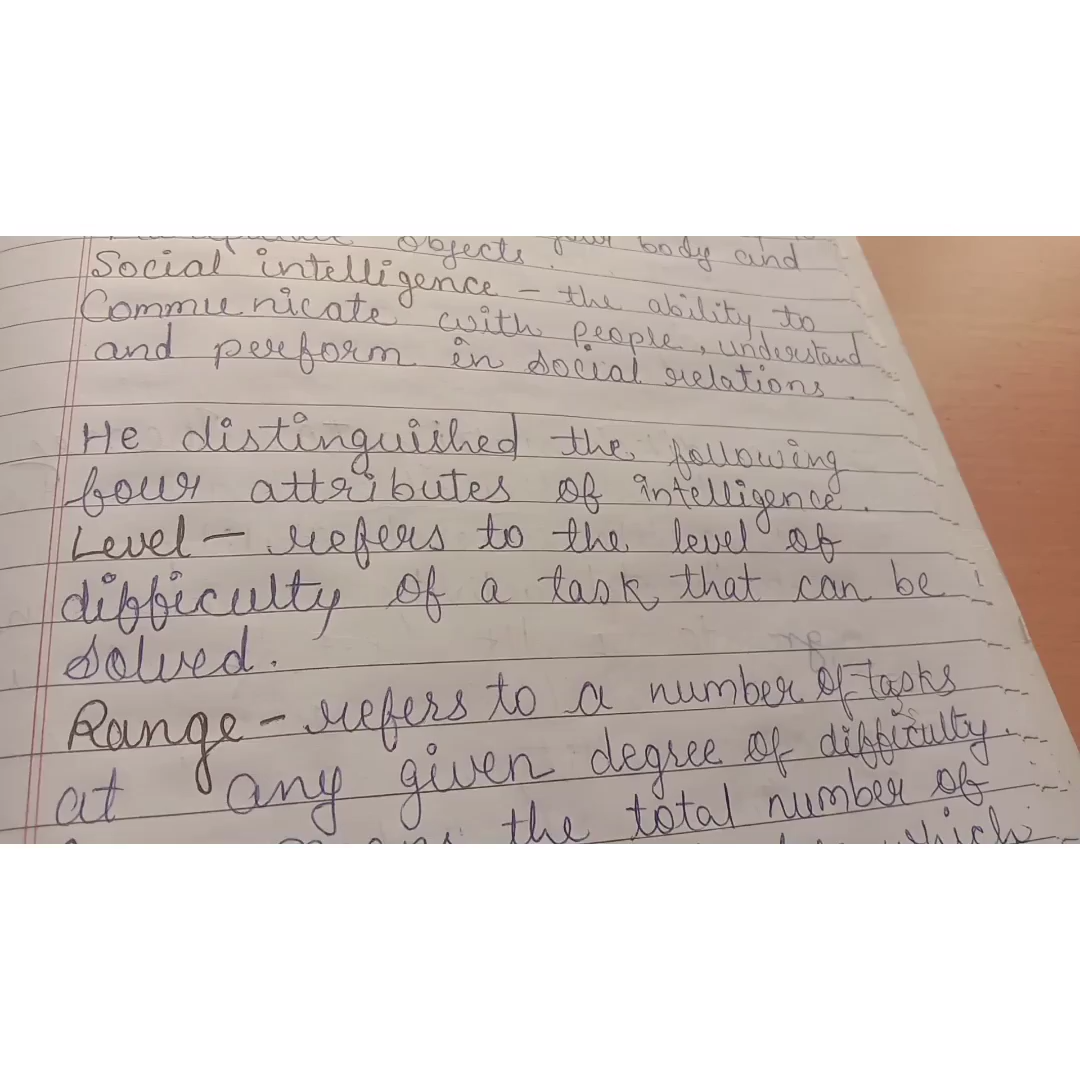 objects. your body and
Social intelligence - the ability to
Communicate with people, understand
and perform in social relations.
He distinguished the following
four attributes of intelligence.
Level - refers to the level of
difficulty of a task that can be
solved.
Range - refers to a number of tasks
at any given degree of difficulty.
the total number of
which